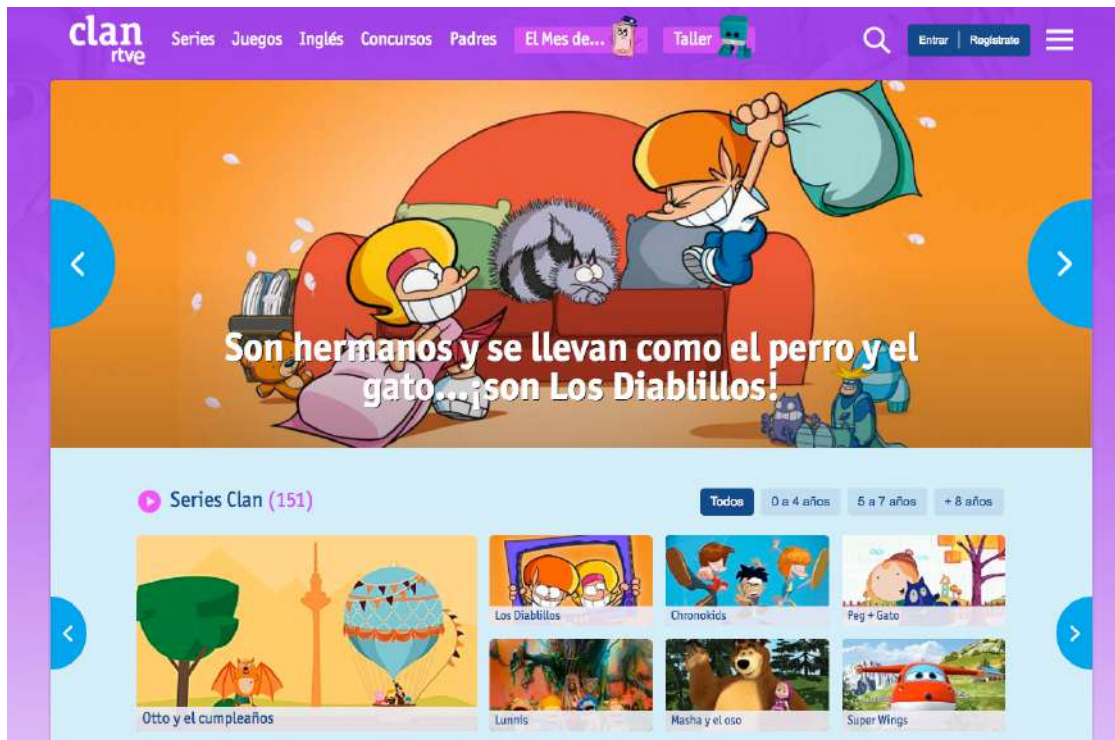 clan
rtve
Series Juegos Inglés Concursos Padres El Mes de... Taller
Entrar | Regístrate
Son hermanos y se llevan como el perro y el
gato...¡son Los Diablillos!
Series Clan (151)
Todos 0 a 4 años 5 a 7 años + 8 años
Otto y el cumpleaños
Los Diablillos
Chronokids
Peg + Gato
Lunnis
Masha y el oso
Super Wings